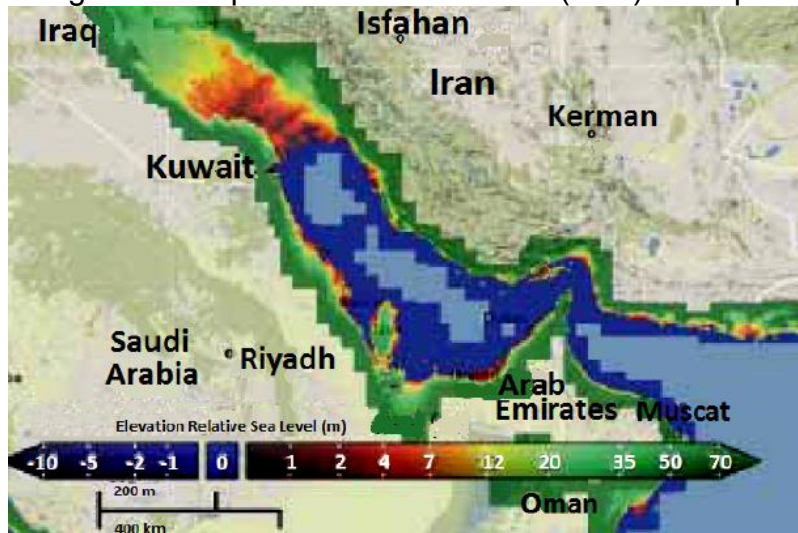 Isfahan
Iraq
Iran
Kerman
Kuwait
Saudi
Arabia
Riyadh
Arab
Emirates
Muscat
Elevation Relative Sea Level (m)
-10 -5 -2 -1 0 1 2 4 7 12 20 35 50 70
200 m
400 km
Oman